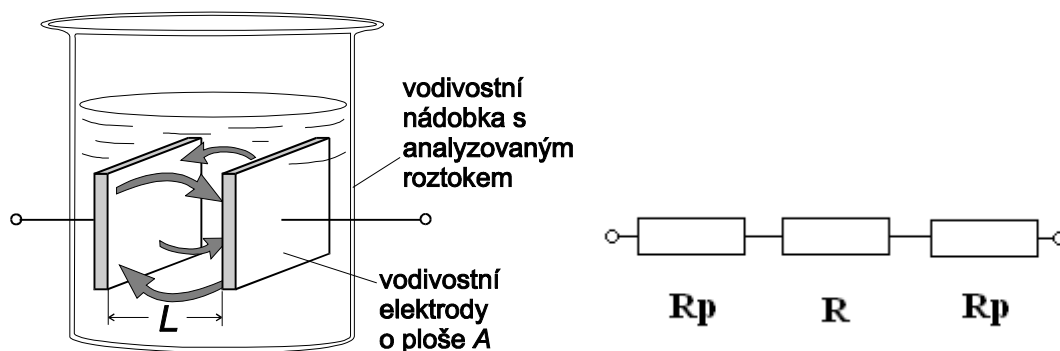 vodivostní
nádobka s
analyzovaným
roztokem
vodivostní
elektrody
o ploše A
L
Rp R Rp